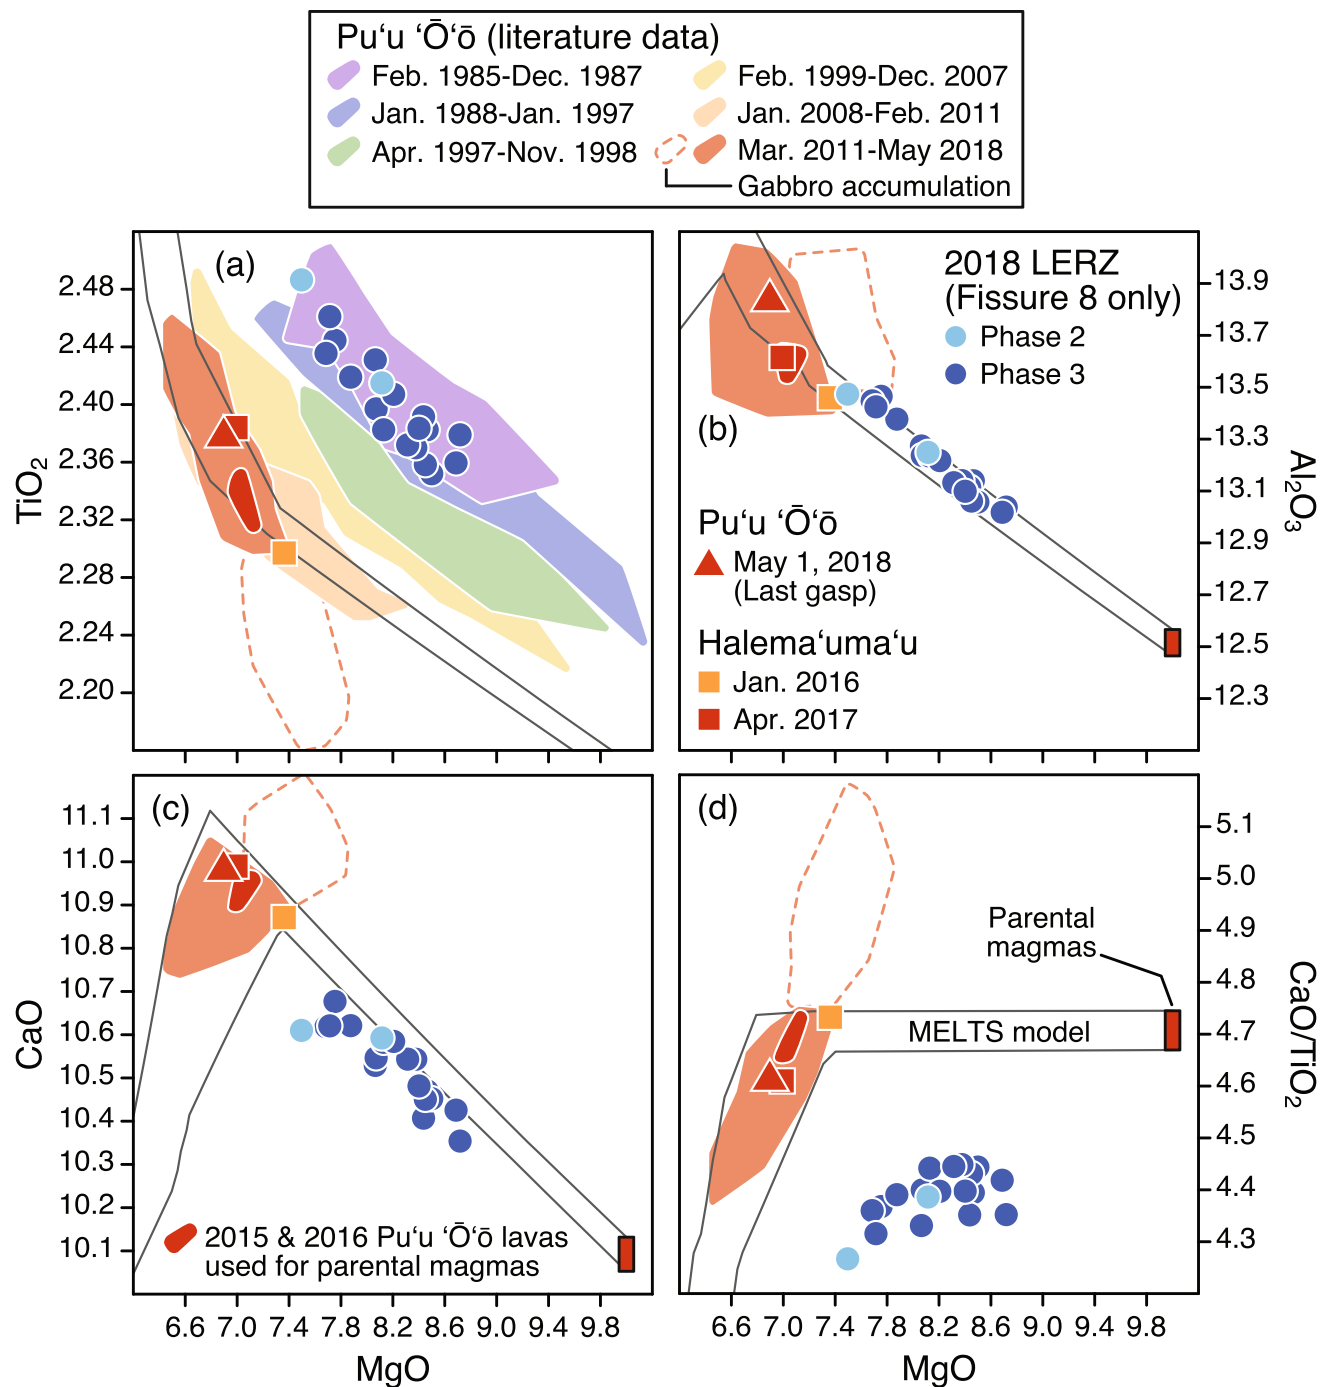 Pu‘u ‘Ō‘ō (literature data)
Feb. 1985-Dec. 1987
Feb. 1999-Dec. 2007
Jan. 1988-Jan. 1997
Jan. 2008-Feb. 2011
Apr. 1997-Nov. 1998
Mar. 2011-May 2018
Gabbro accumulation
(a)
2.48
2.44
2.40
2.36
2.32
2.28
2.24
2.20
TiO2
(b)
2018 LERZ
(Fissure 8 only)
Phase 2
Phase 3
Pu‘u ‘Ō‘ō
May 1, 2018
(Last gasp)
Halema‘uma‘u
Jan. 2016
Apr. 2017
13.9
13.7
13.5
13.3
13.1
12.9
12.7
12.5
12.3
Al2O3
(c)
11.1
11.0
10.9
10.8
10.7
10.6
10.5
10.4
10.3
10.2
10.1
CaO
2015 & 2016 Pu‘u ‘Ō‘ō lavas
used for parental magmas
6.6 7.0 7.4 7.8 8.2 8.6 9.0 9.4 9.8
MgO
(d)
Parental
magmas
MELTS model
5.1
5.0
4.9
4.8
4.7
4.6
4.5
4.4
4.3
CaO/TiO2
6.6 7.0 7.4 7.8 8.2 8.6 9.0 9.4 9.8
MgO